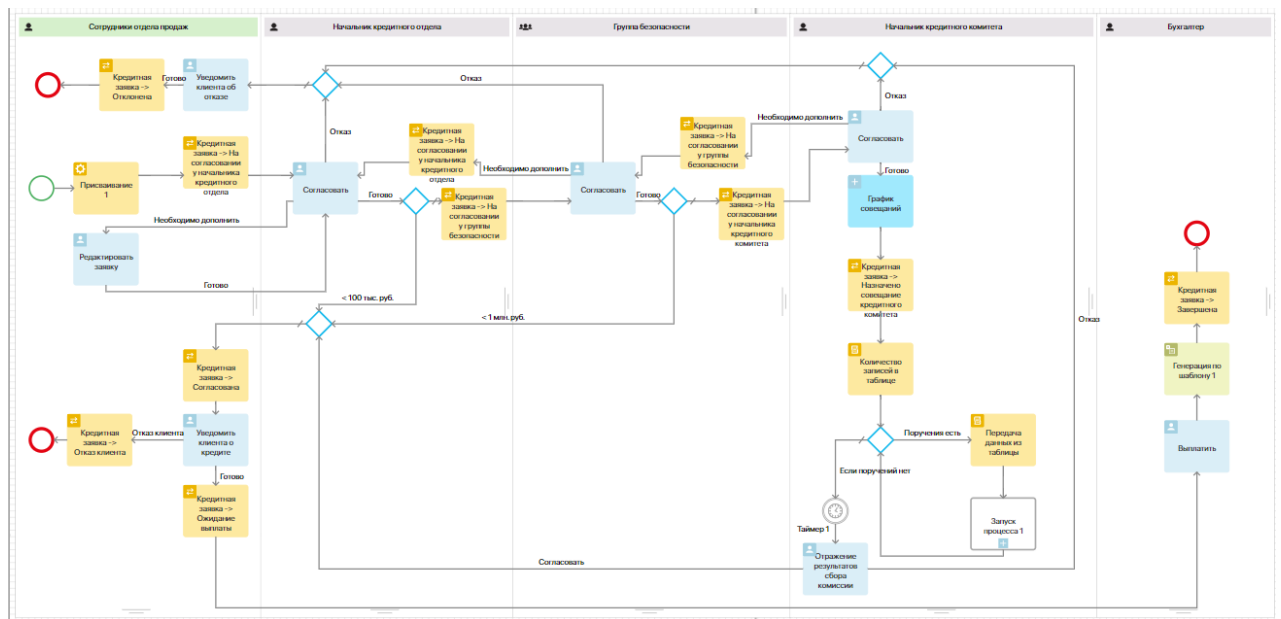 Сотрудники отдела продаж
Начальник кредитного отдела
Группа безопасности
Начальник кредитного комитета
Бухгалтер
Кредитная
заявка ->
Отклонена
Готово
Уведомить
клиента об
отказе
Отказ
Отказ
Отказ
Присваивание
1
Кредитная
заявка -> На
согласовании
у начальника
кредитного
отдела
Согласовать
Кредитная
заявка -> На
согласовании
у начальника
кредитного
отдела
Необходимо дополнить
Готово
Кредитная
заявка -> На
согласовании
у группы
безопасности
Согласовать
Готово
Кредитная
заявка -> На
согласовании
у группы
безопасности
Необходимо дополнить
Кредитная
заявка -> На
согласовании
у начальника
кредитного
комитета
Согласовать
Готово
График
совещаний
Необходимо дополнить
Редактировать
заявку
Готово
< 100 тыс. руб.
< 1 млн. руб.
Кредитная
заявка ->
Назначено
совещание
кредитного
комитета
Отказ
Кредитная
заявка ->
Завершена
Кредитная
заявка ->
Согласована
Количество
записей в
таблице
Генерация по
шаблону 1
Кредитная
заявка ->
Отказ клиента
Отказ клиента
Уведомить
клиента о
кредите
Готово
Поручения есть
Передача
данных из
таблицы
Если поручений нет
Выплатить
Кредитная
заявка ->
Ожидание
выплаты
Таймер 1
Запуск
процесса 1
Согласовать
Отражение
результатов
сбора
комиссии